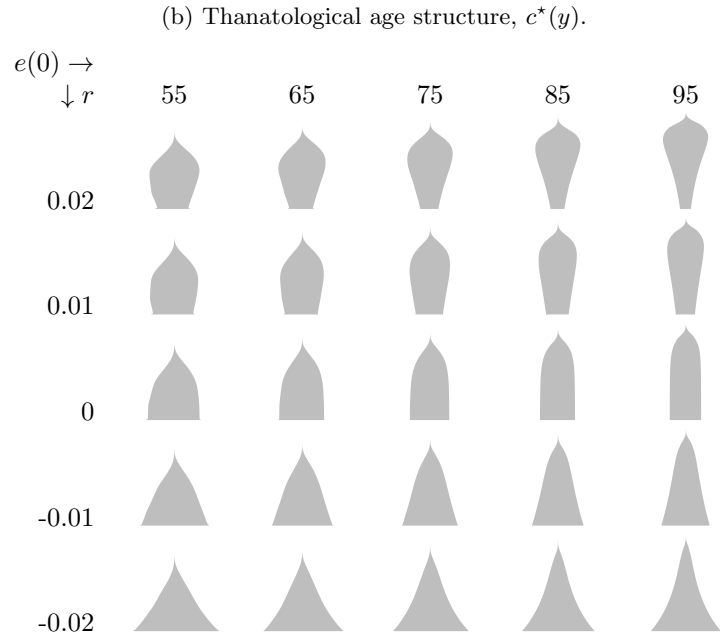 (b) Thanatological age structure, c⋆(y).
e(0) →
↓ r 55 65 75 85 95
0.02
0.01
0
-0.01
-0.02